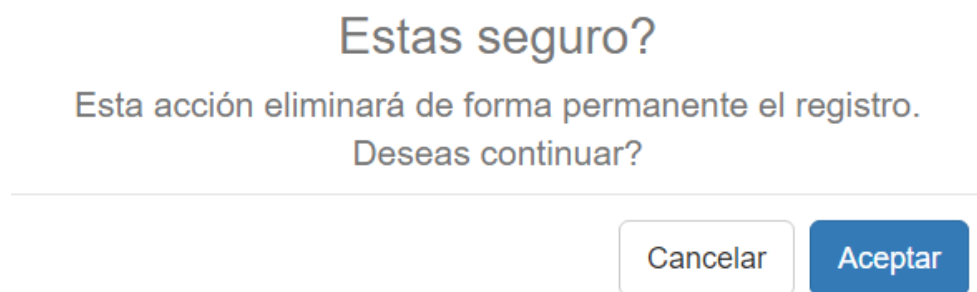 Estas seguro?
Esta acción eliminará de forma permanente el registro.
Deseas continuar?
Cancelar Aceptar